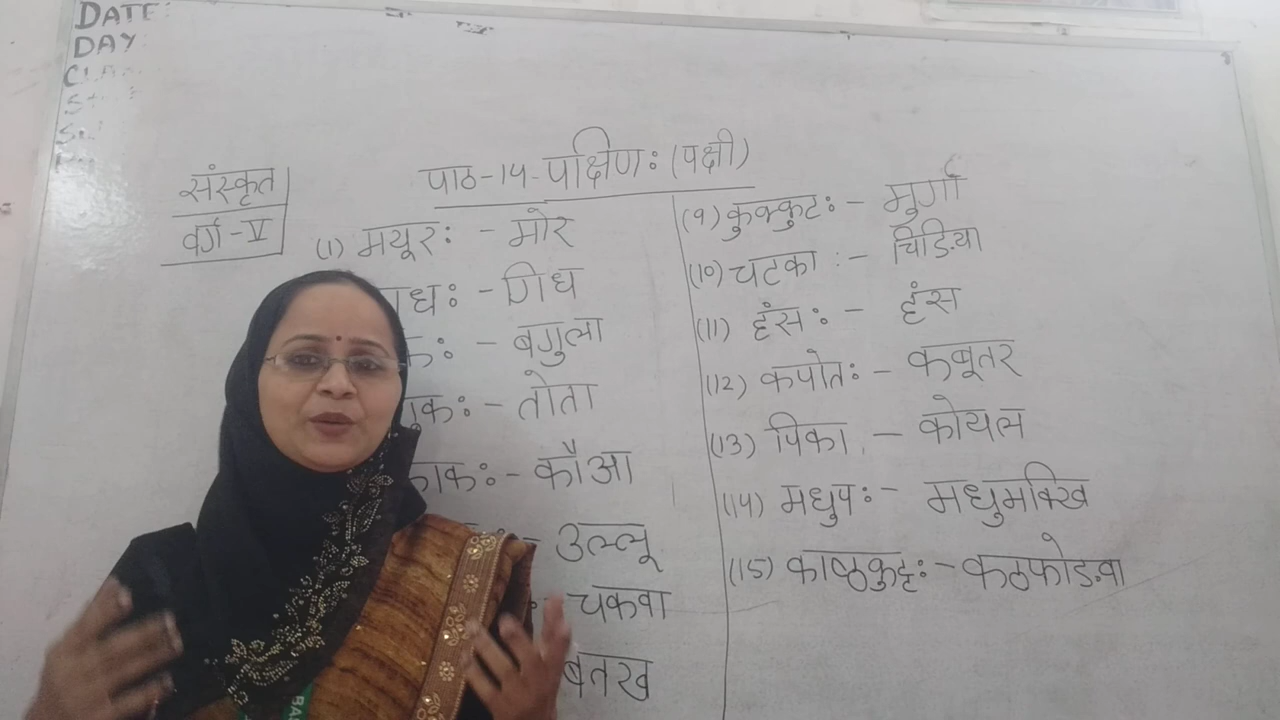 DATE:
DAY
संस्कृत
वर्ग-V
पाठ-14-पक्षिणः (पक्षी)
(1) मयूरः - मोर
- गिध
- बगुला
- तोता
काकः - कौआ
- उल्लू
चकवा
बतख
(9) कुक्कुटः - मुर्गा
(10) चटका :- चिड़िया
(11) हंसः - हंस
(12) कपोतः - कबूतर
(13) पिका - कोयल
(14) मधुपः - मधुमक्खि
(15) काष्ठकुट्टः - कठफोड़वा